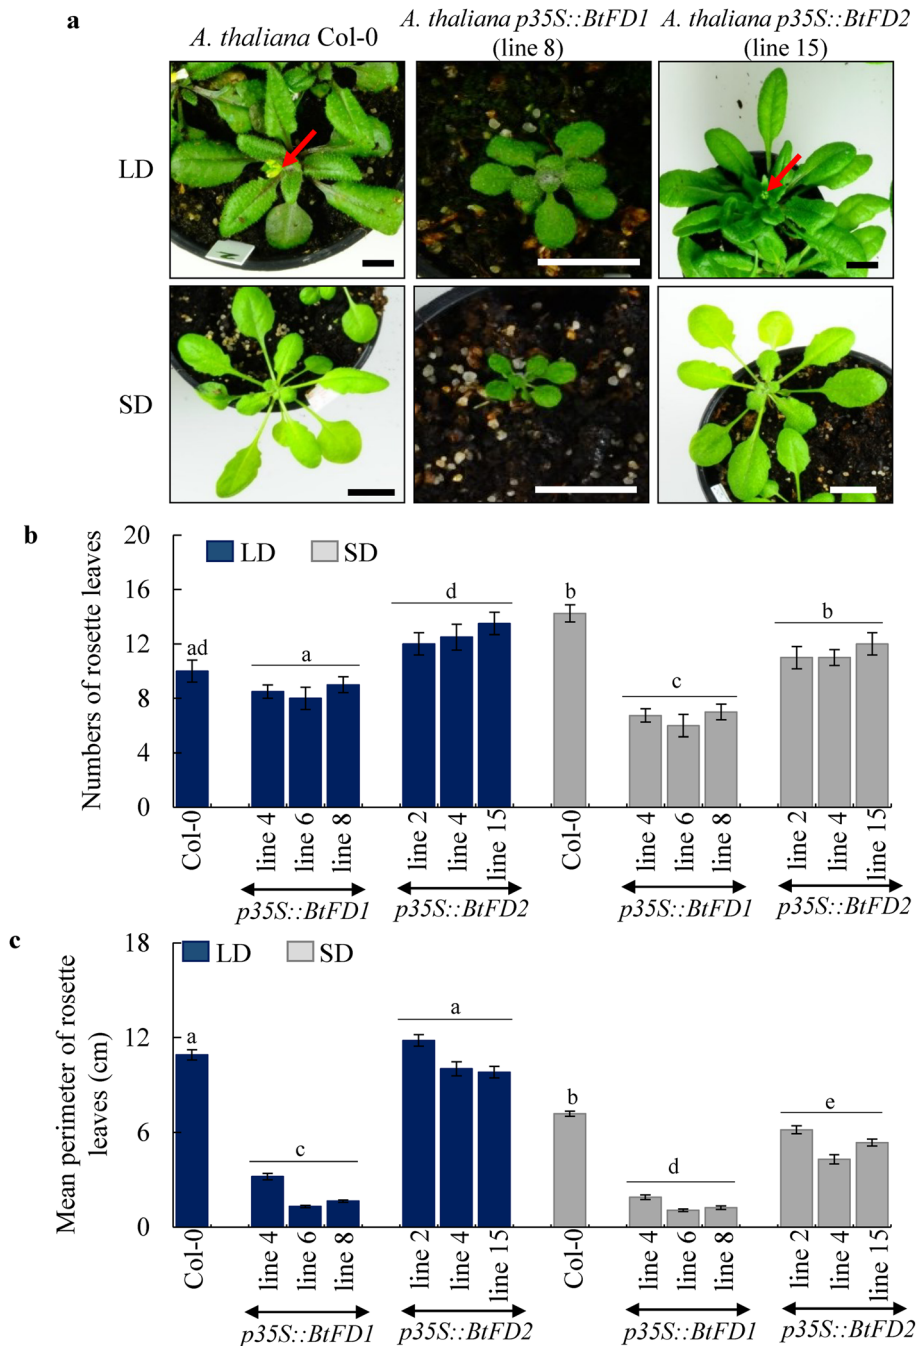 a
A. thaliana Col-0
A. thaliana p35S::BtFD1
(line 8)
A. thaliana p35S::BtFD2
(line 15)
LD
N
SD
b
Numbers of rosette leaves
20
16
12
8
4
0
LD
SD
ad
a
d
b
c
b
Col-0
line 4
line 6
line 8
line 2
line 4
line 15
Col-0
line 4
line 6
line 8
line 2
line 4
line 15
p35S::BtFD1
p35S::BtFD2
p35S::BtFD1
p35S::BtFD2
c
Mean perimeter of rosette
leaves (cm)
18
12
6
0
LD
SD
a
c
a
b
d
e
Col-0
line 4
line 6
line 8
line 2
line 4
line 15
Col-0
line 4
line 6
line 8
line 2
line 4
line 15
p35S::BtFD1
p35S::BtFD2
p35S::BtFD1
p35S::BtFD2